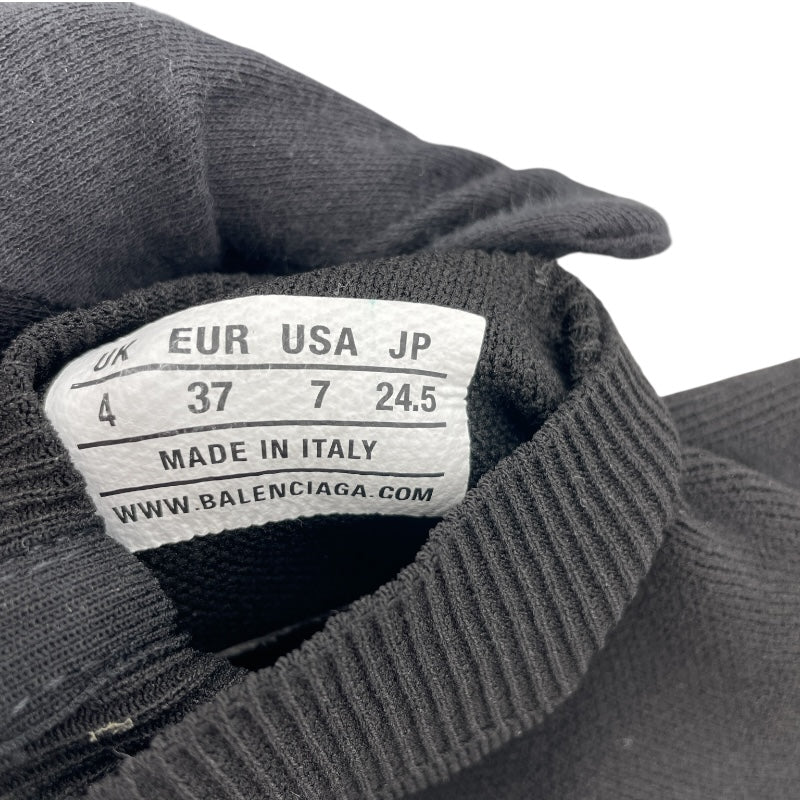 UK EUR USA JP
4 37 7 24.5
MADE IN ITALY
WWW.BALENCIAGA.COM